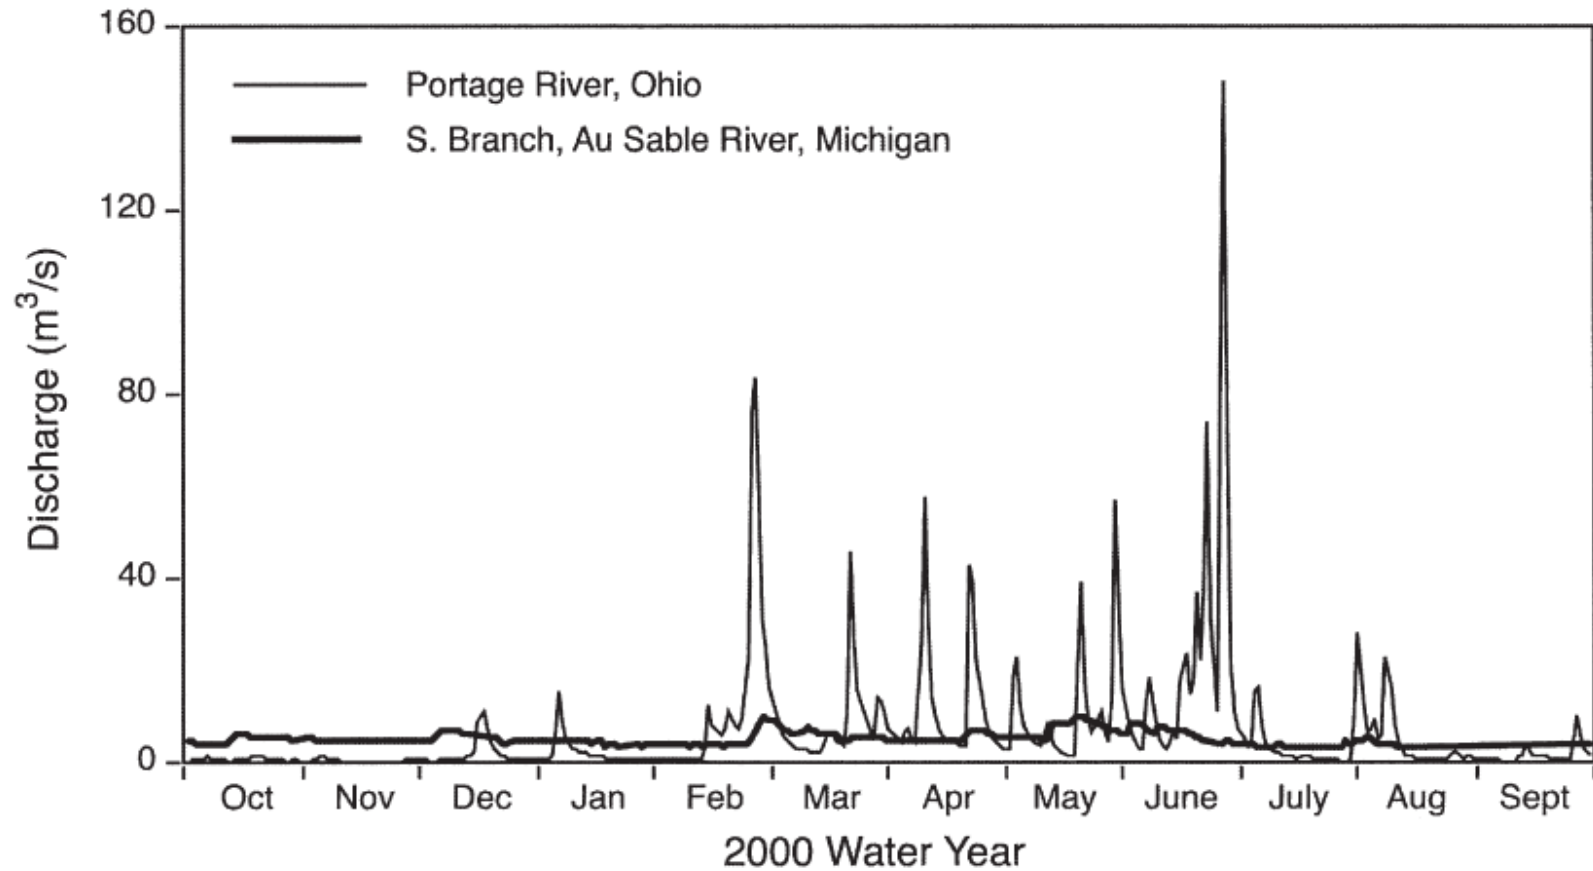 160
120
80
40
0
Discharge (m³/s)
Portage River, Ohio
S. Branch, Au Sable River, Michigan
Oct Nov Dec Jan Feb Mar Apr May June July Aug Sept
2000 Water Year